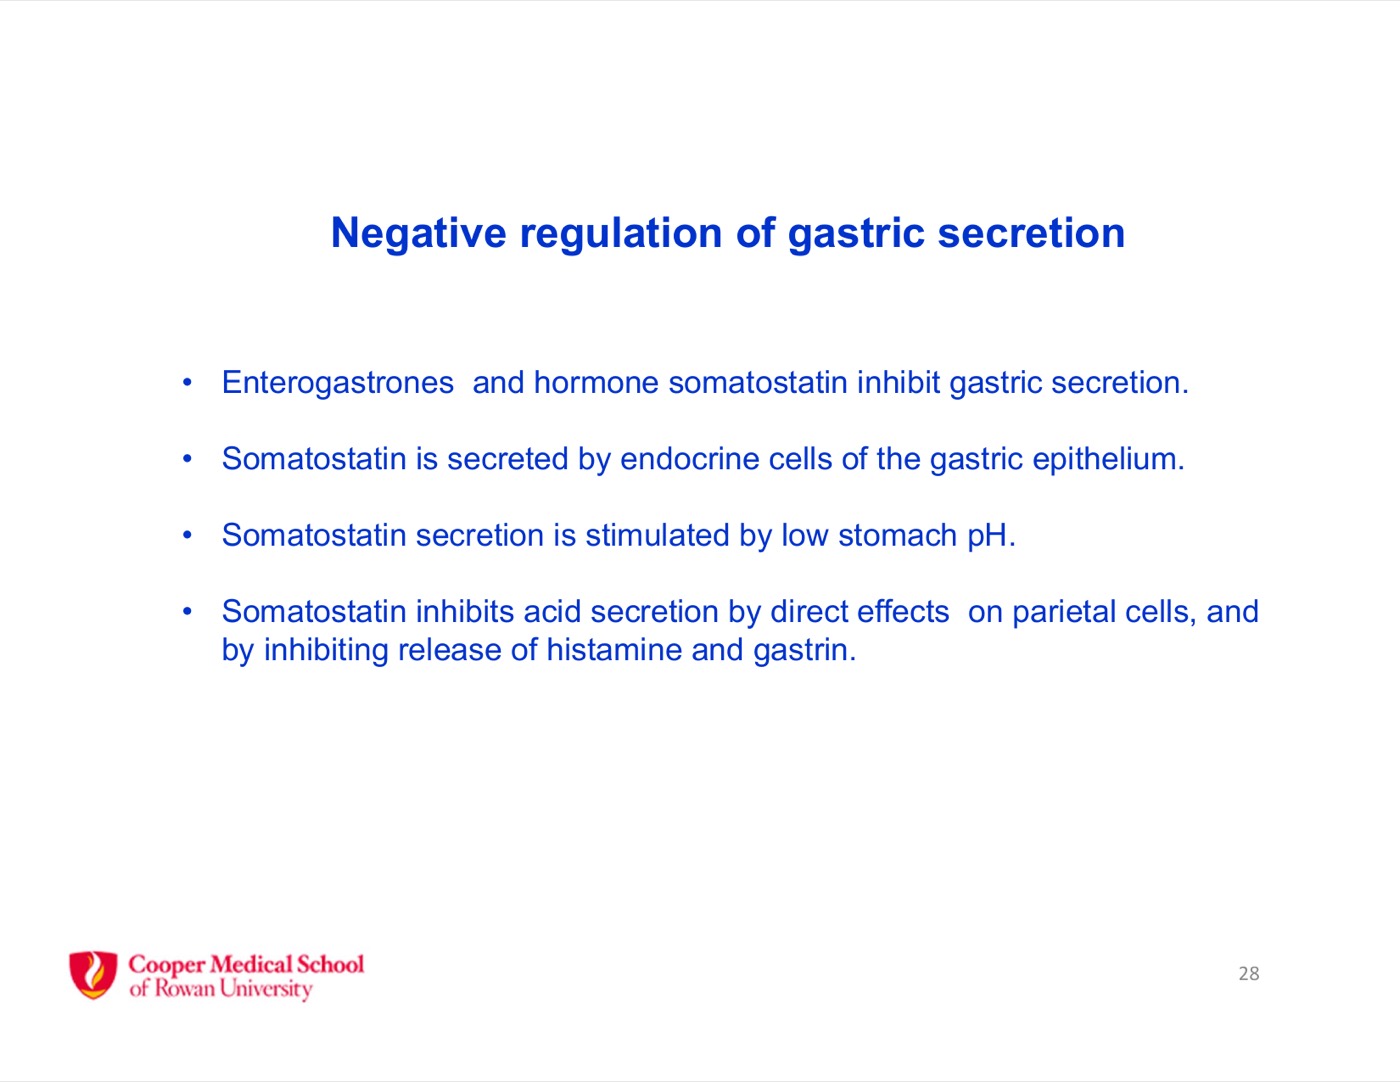 Negative regulation of gastric secretion
• Enterogastrones  and hormone somatostatin inhibit gastric secretion.
• Somatostatin is secreted by endocrine cells of the gastric epithelium.
• Somatostatin secretion is stimulated by low stomach pH.
• Somatostatin inhibits acid secretion by direct effects  on parietal cells, and
by inhibiting release of histamine and gastrin.
Cooper Medical School
of Rowan University
28